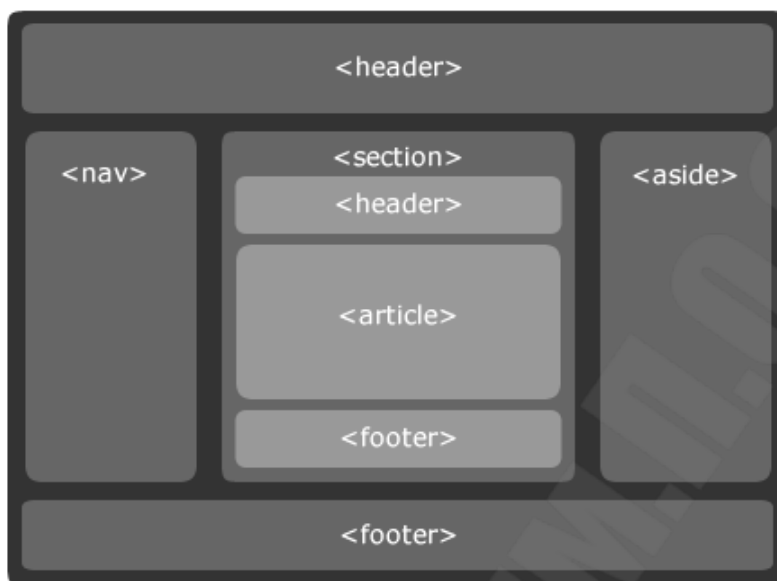 <header>
<nav>
<section>
<aside>
<header>
<article>
<footer>
<footer>